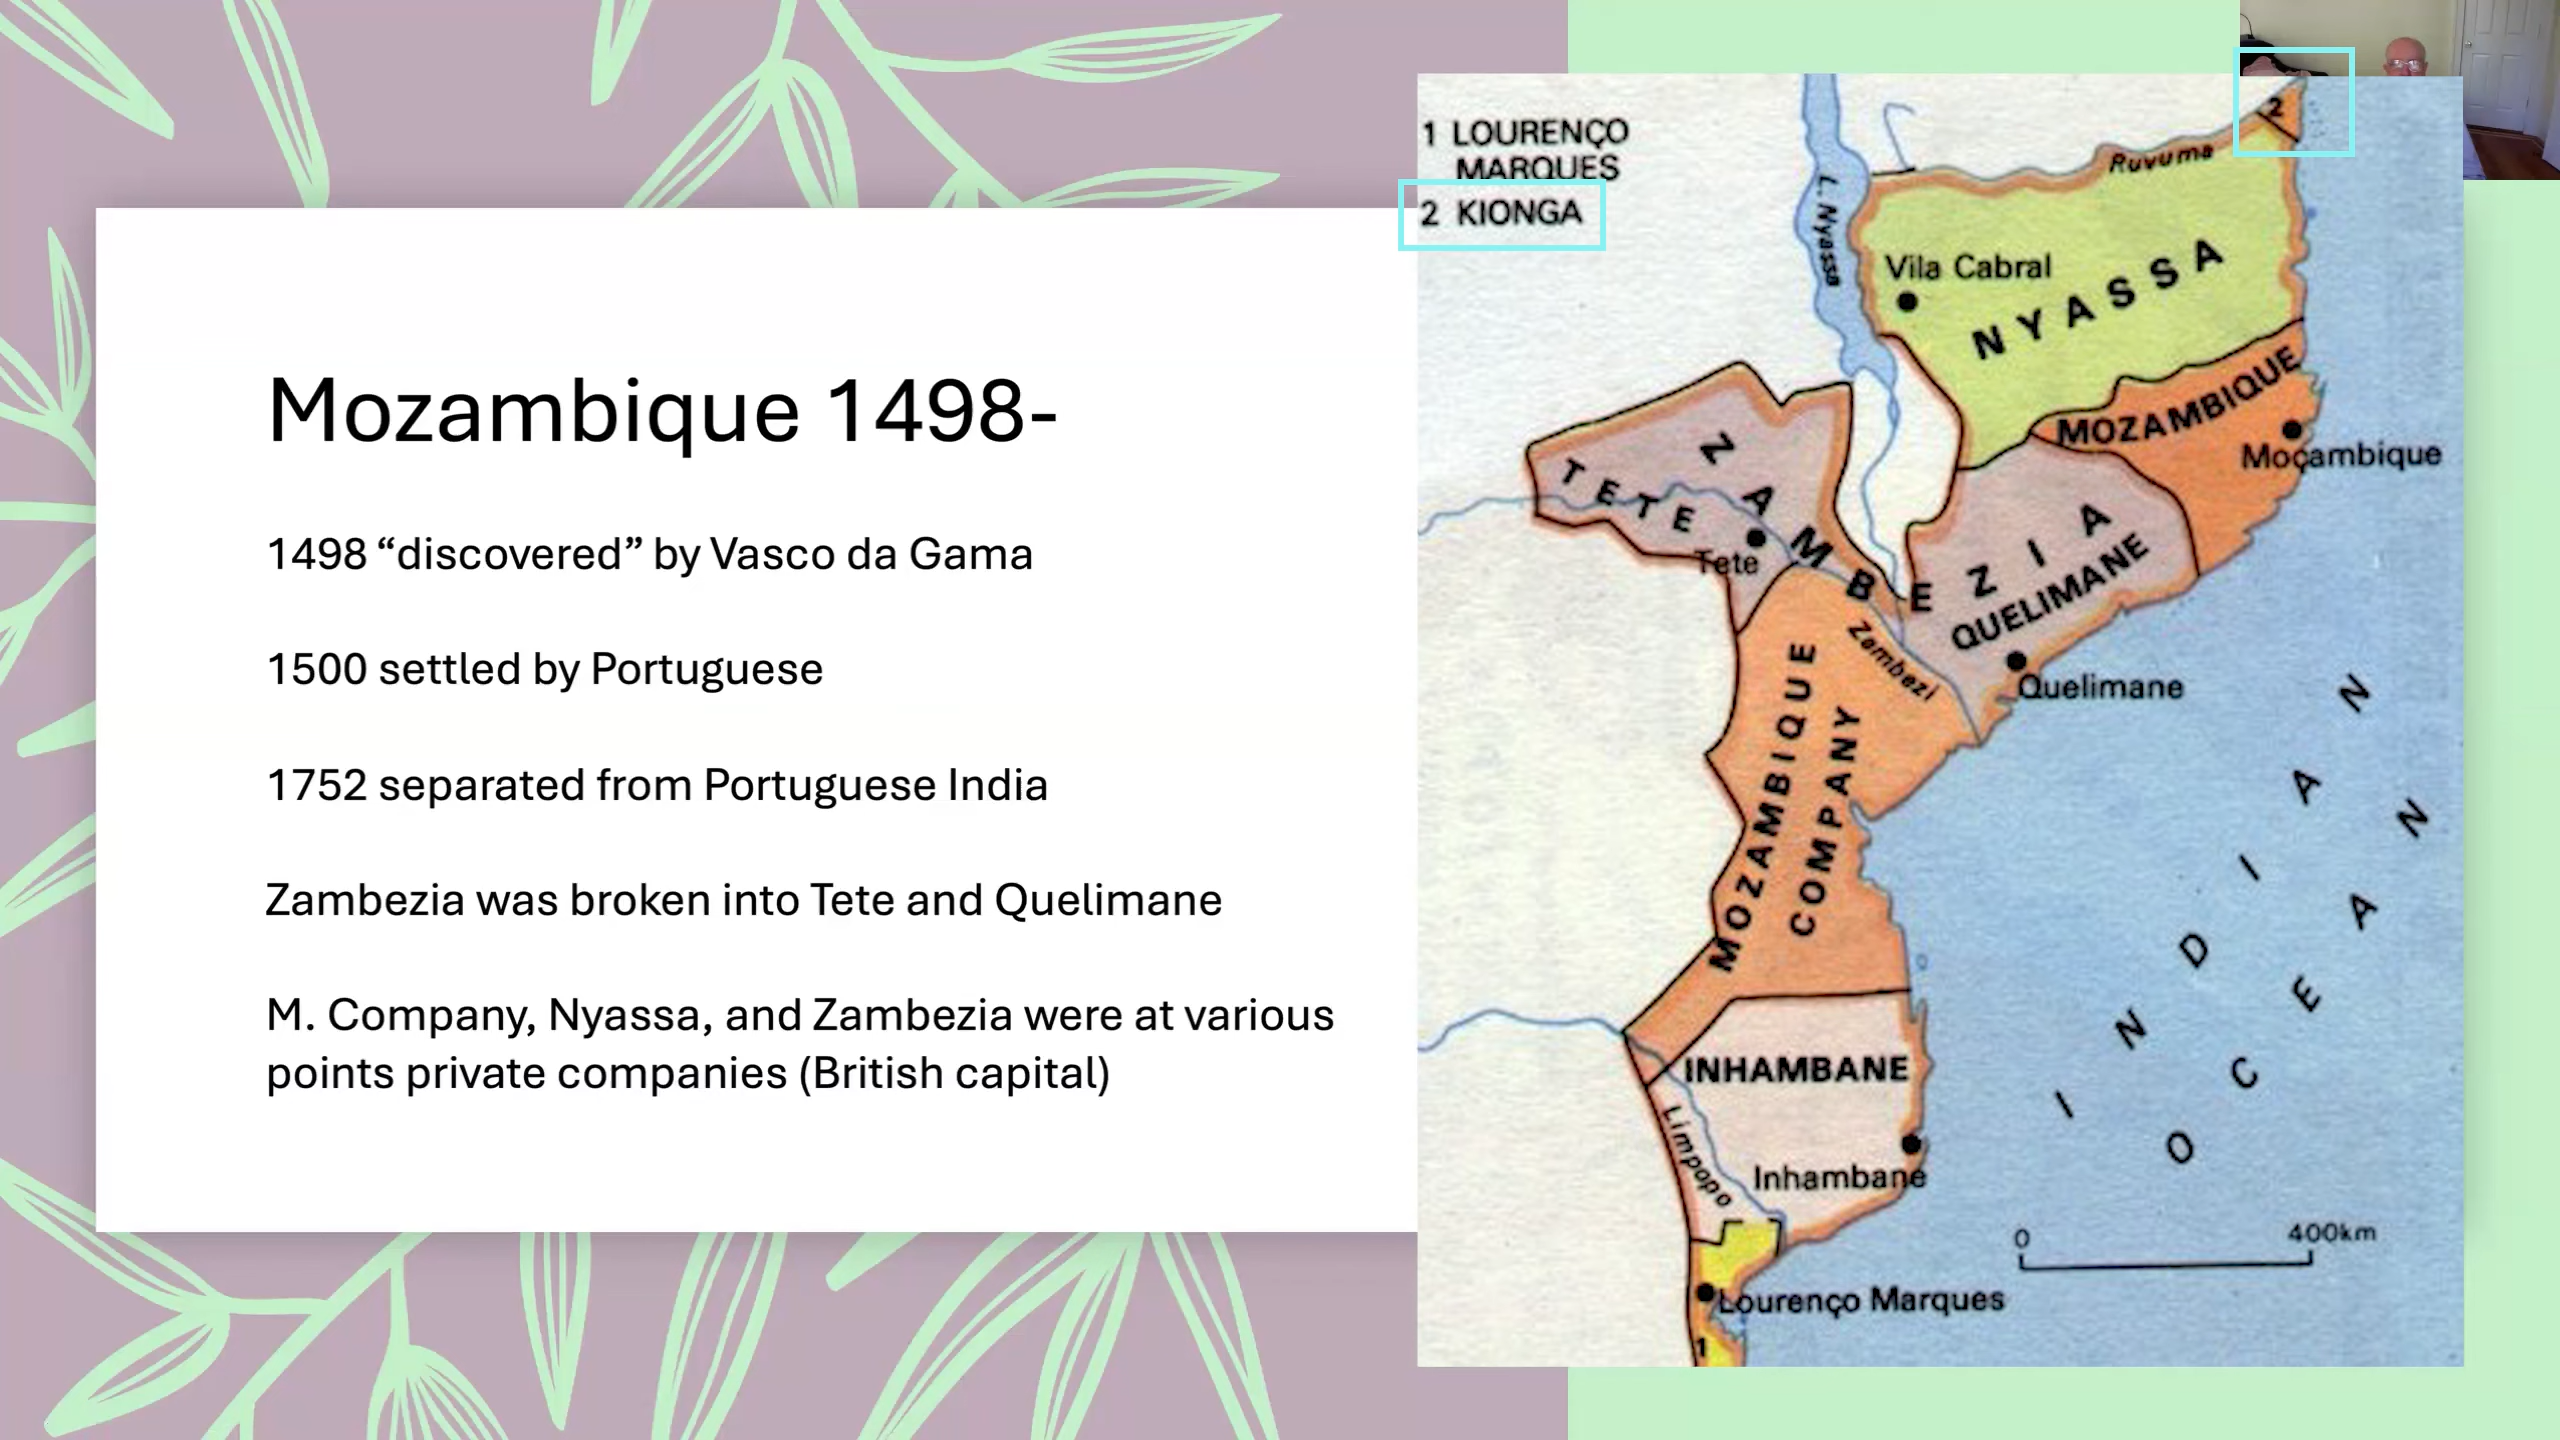 Mozambique 1498-
1498 “discovered” by Vasco da Gama
1500 settled by Portuguese
1752 separated from Portuguese India
Zambezia was broken into Tete and Quelimane
M. Company, Nyassa, and Zambezia were at various
points private companies (British capital)
1 LOURENÇO
MARQUES
2 KIONGA
2
Ruvuma
L. Nyassa
Vila Cabral
NYASSA
MOZAMBIQUE
Moçambique
ZAMBEZIA
TETE
Tete
QUELIMANE
Quelimane
Zambezi
MOZAMBIQUE
COMPANY
INDIAN
OCEAN
INHAMBANE
Inhambane
Limpopo
0 400km
Lourenço Marques
1